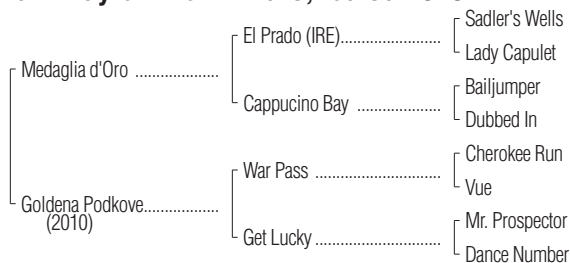 Medaglia d'Oro ....................
El Prado (IRE)........................
Sadler's Wells
Lady Capulet
Cappucino Bay ....................
Bailjumper
Dubbed In
Goldena Podkove..................
(2010)
War Pass ..............................
Cherokee Run
Vue
Get Lucky ..............................
Mr. Prospector
Dance Number